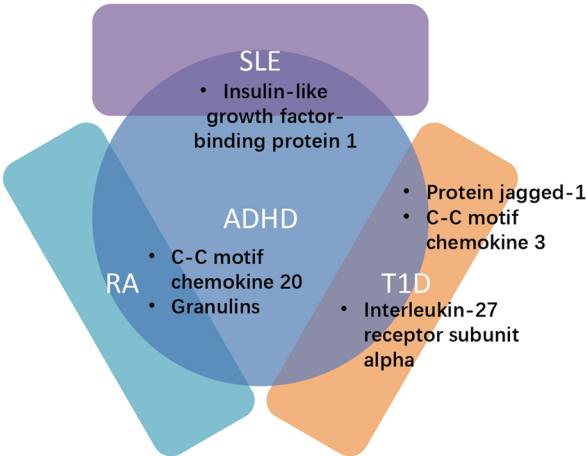 SLE
• Insulin-like
growth factor-
binding protein 1
• Protein jagged-1
• C-C motif
chemokine 3
ADHD
• C-C motif
chemokine 20
• Granulins
RA
T1D
• Interleukin-27
receptor subunit
alpha